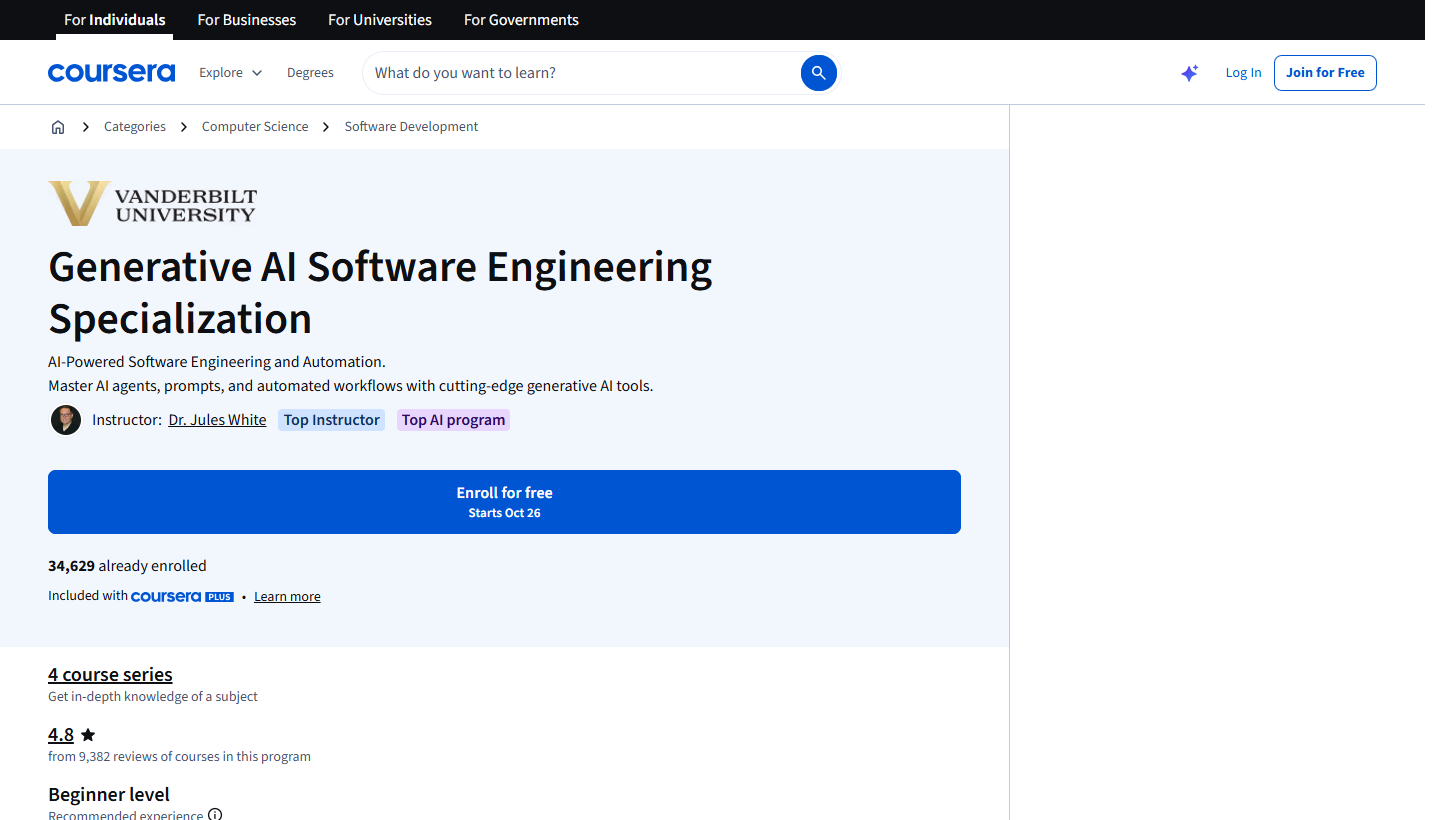 For Individuals
For Businesses
For Universities
For Governments
coursera
Explore
Degrees
What do you want to learn?
Log In
Join for Free
Categories
Computer Science
Software Development
VANDERBILT
UNIVERSITY
Generative AI Software Engineering
Specialization
AI-Powered Software Engineering and Automation.
Master AI agents, prompts, and automated workflows with cutting-edge generative AI tools.
Instructor: Dr. Jules White Top Instructor Top AI program
Enroll for free
Starts Oct 26
34,629 already enrolled
Included with coursera PLUS • Learn more
4 course series
Get in-depth knowledge of a subject
4.8
from 9,382 reviews of courses in this program
Beginner level
Recommended experience